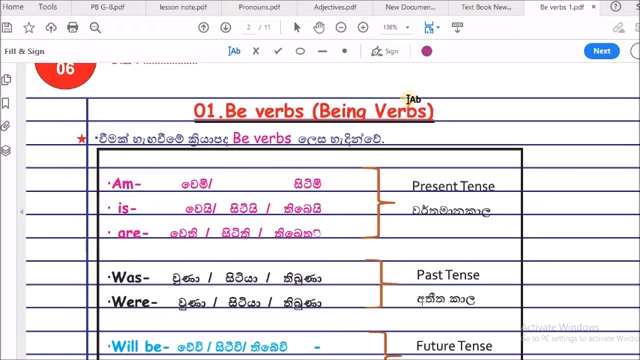 PB G-8.pdf
lesson note.pdf
Pronouns.pdf
Adjectives.pdf
New Documen...
Text Book New ...
Be verbs 1.pdf
2 / 11
136%
Fill & Sign
Ab
Sign
Next
06
Ab
01.Be verbs (Being Verbs)
★ •වීමක් හැඟවීමේ ක්‍රියාපද Be verbs ලෙස හැඳින්වේ.
•Am- වෙමි/ සිටිමි
•is- වෙයි/ සිටියි / තිබෙයි
•are- වෙති / සිටිති / තිබෙත
Present Tense
වර්තමානකාල
•Was- වුණා / සිටියා / තිබුණා
•Were- වුණා / සිටියා / තිබුණා
Past Tense
අතීත කාල
•Will be- වේවි/ සිටීවි/ තිබේවි -
Future Tense
Activate Windows
Go to PC settings to activate Windo